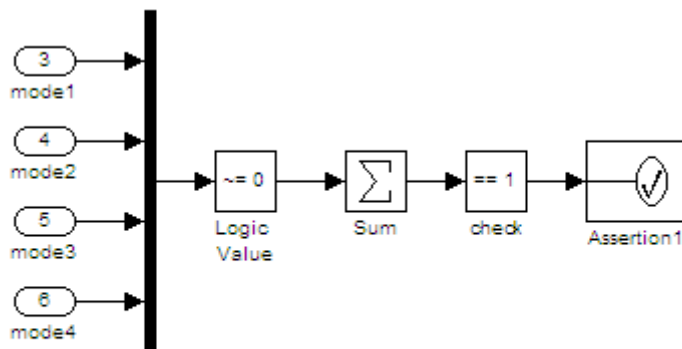 3
mode1
4
mode2
5
mode3
6
mode4
~= 0
Logic
Value
Sum
== 1
check
Assertion1